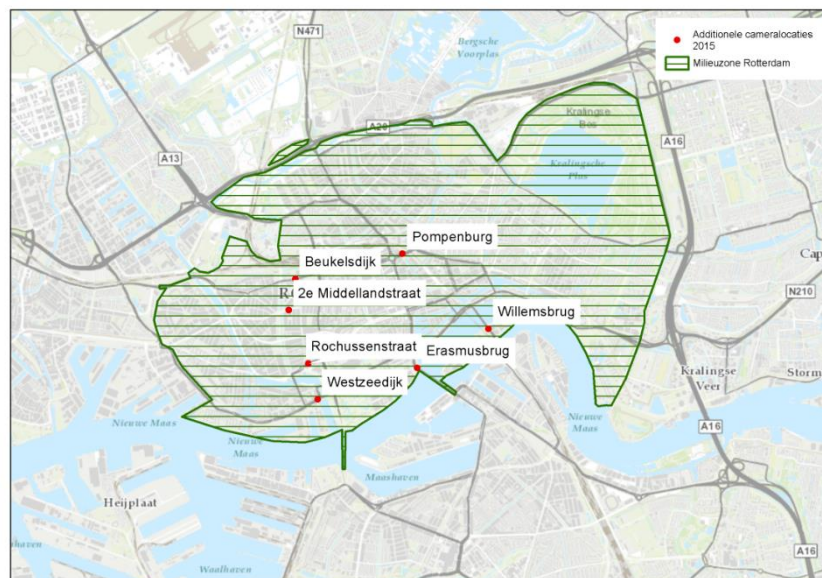 N471
Bergsche
Voorplas
Additionele cameralocaties
2015
Milieuzone Rotterdam
A20
Kralingse
Bos
A16
A13
Kralingsche
Plas
Pompenburg
Beukelsdijk
2e Middellandstraat
N210
Willemsbrug
Rochussenstraat
Erasmusbrug
Kralingse
Veer
Westzeedijk
Nieuwe Maas
Nieuwe
Maas
Nieuwe
Maas
A16
Maashaven
Heijplaat
A16
Waalhaven